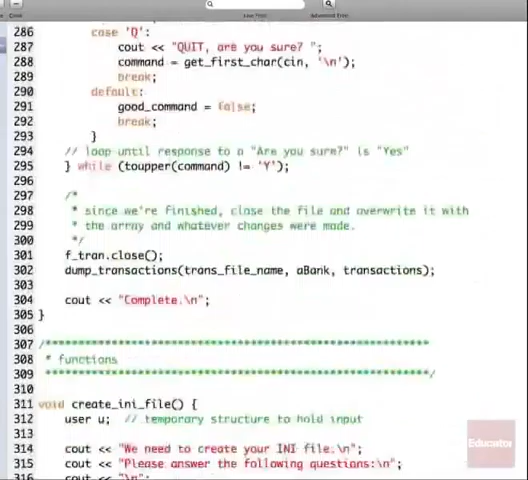 286 case 'Q':
287 cout << "QUIT, are you sure? ";
288 command = get_first_char(cin, '\n');
289 break;
290 default:
291 good_command = false;
292 break;
293 }
294 // loop until response to a "Are you sure?" is "Yes"
295 } while (toupper(command) != 'Y');
296
297 /*
298 * since we're finished, close the file and overwrite it with
299 * the array and whatever changes were made.
300 */
301 f_tran.close();
302 dump_transactions(trans_file_name, aBank, transactions);
303
304 cout << "Complete.\n";
305 }
306
307 /******************************************************
308 * functions
309 ******************************************************/
310
311 void create_ini_file() {
312 user u; // temporary structure to hold input
313
314 cout << "We need to create your INI file.\n";
315 cout << "Please answer the following questions:\n";
316 cout << "\n"
Educator